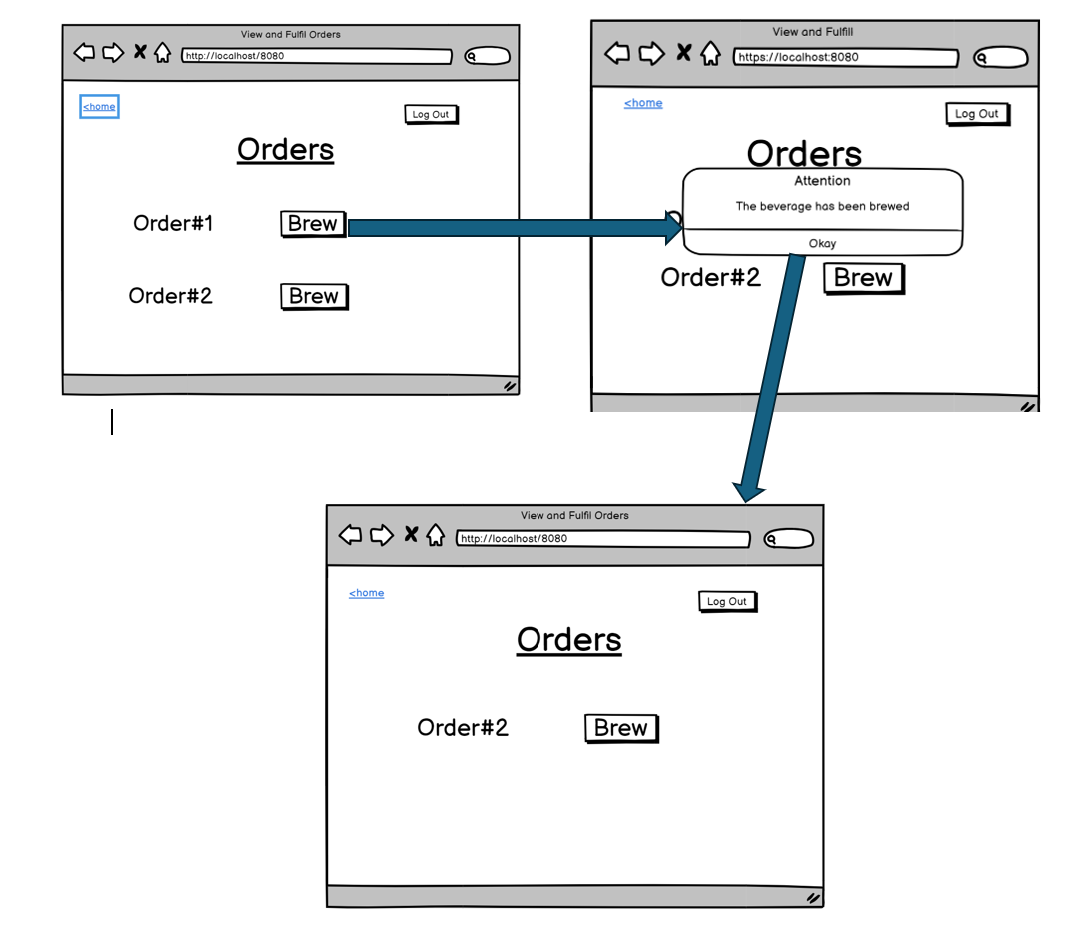 View and Fulfil Orders
http://localhost/8080
<home
Log Out
Orders
Order#1
Brew
Order#2
Brew
View and Fulfill
https://localhost:8080
<home
Log Out
Orders
Attention
The beverage has been brewed
Okay
Order#2
Brew
View and Fulfil Orders
http://localhost/8080
<home
Log Out
Orders
Order#2
Brew